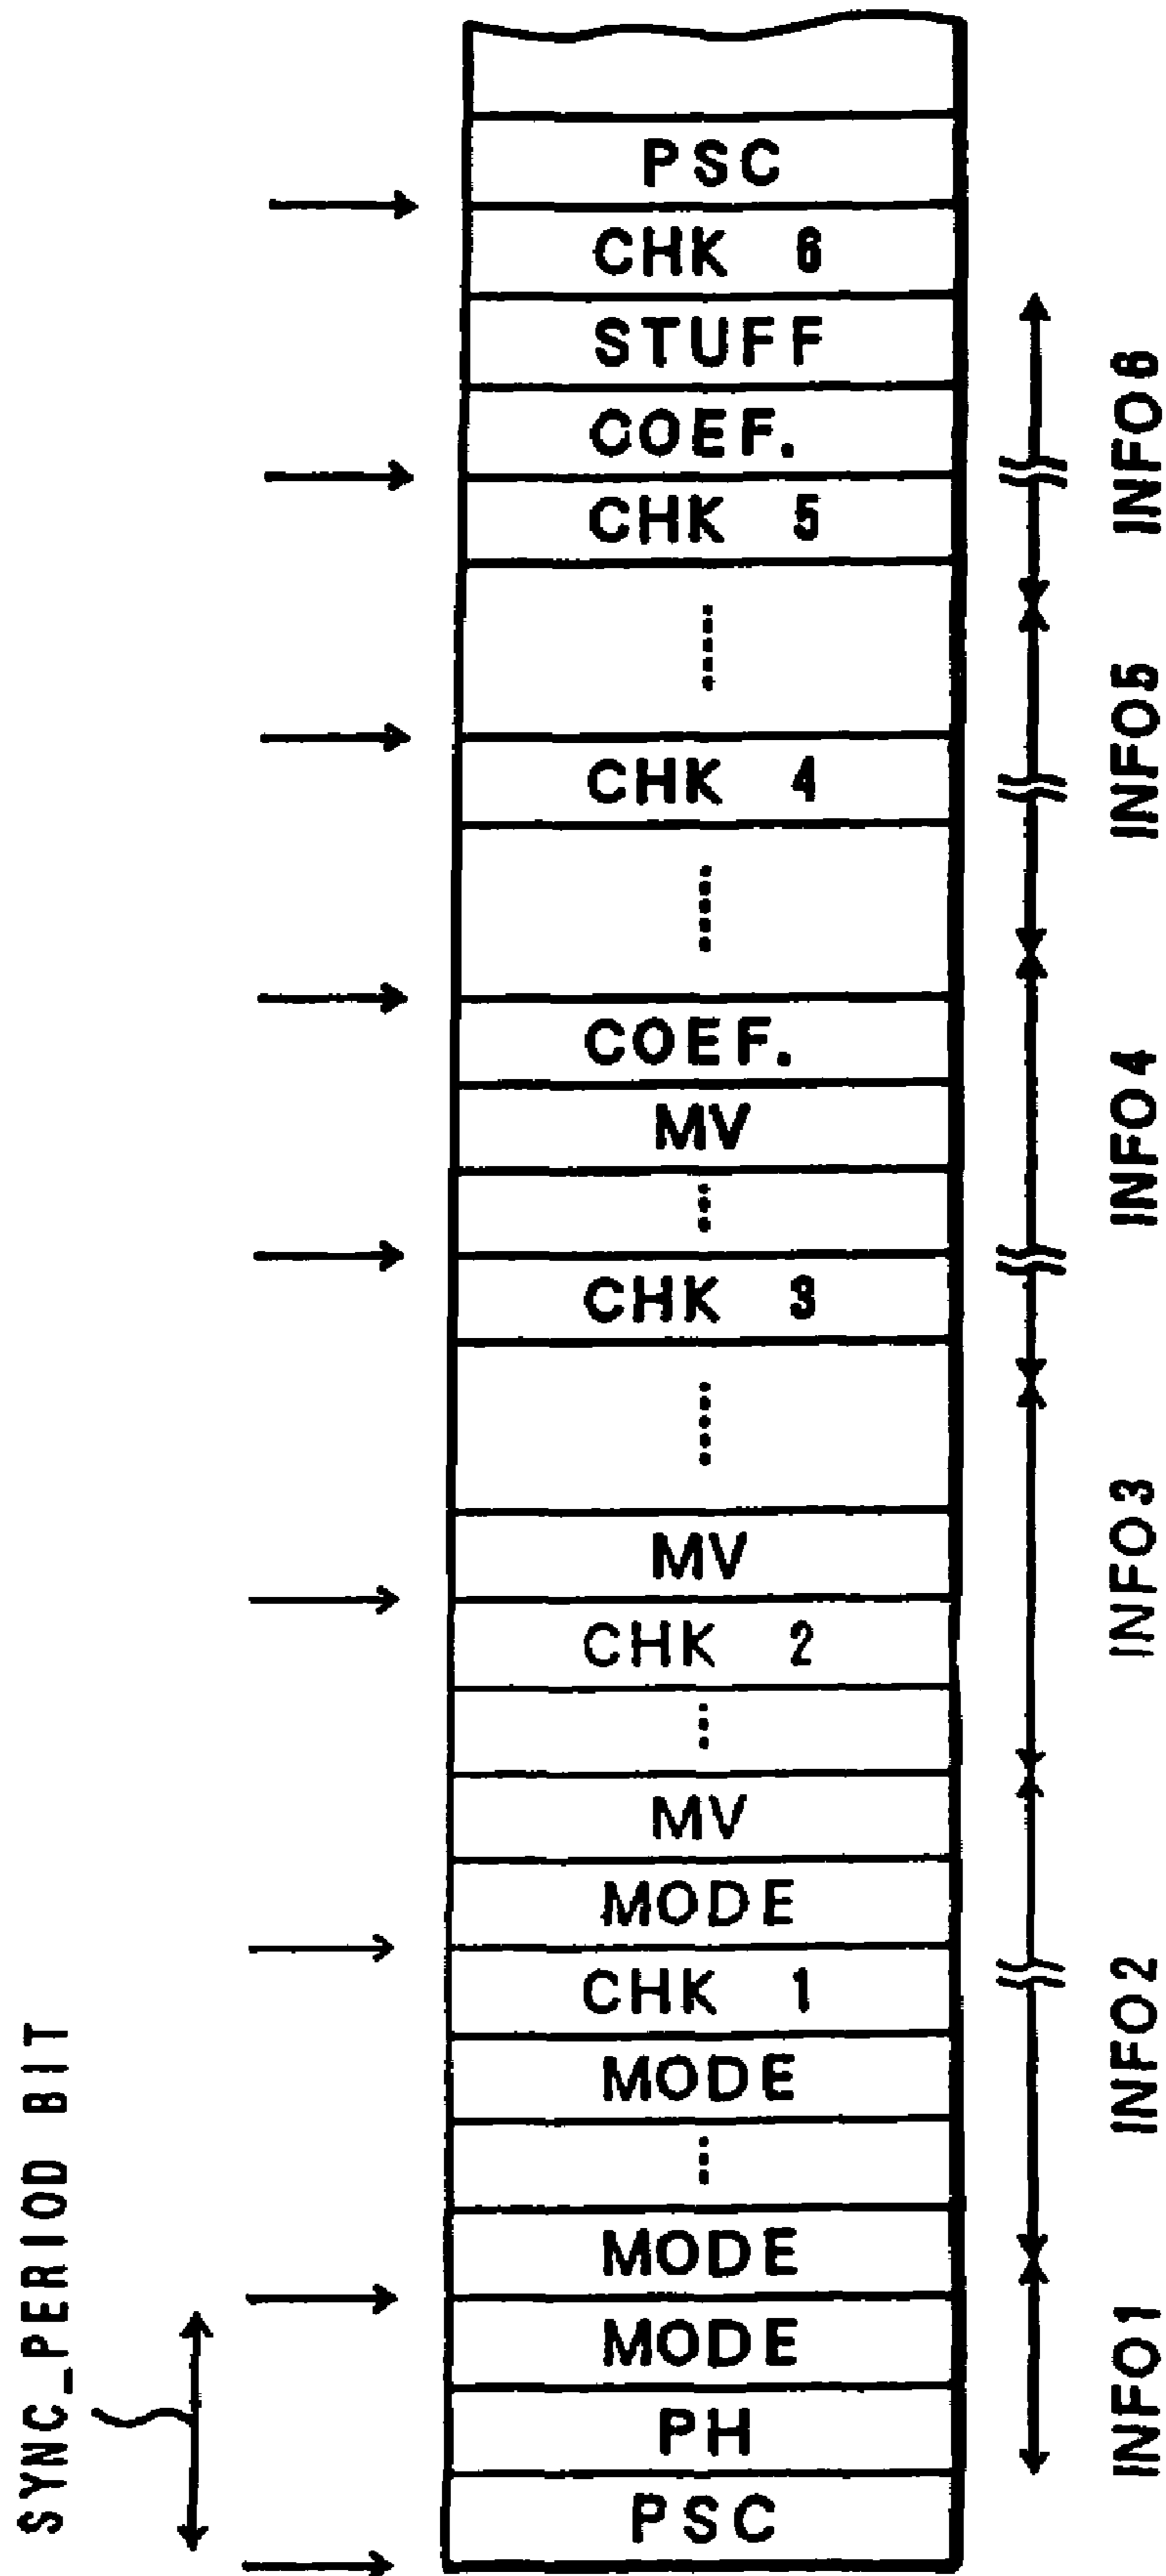 PSC
CHK 6
STUFF
COEF.
CHK 5
.....
CHK 4
.....
COEF.
MV
...
CHK 3
.....
MV
CHK 2
...
MV
MODE
CHK 1
MODE
...
MODE
MODE
PH
PSC
INFO6
INFO5
INFO4
INFO3
INFO2
INFO1
SYNC_PERIOD BIT